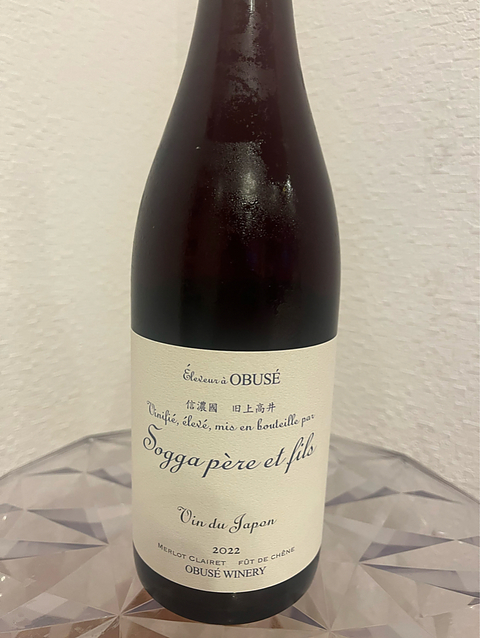 Éleveur à OBUSÉ
信濃國 旧上高井
Vinifié, élevé, mis en bouteille par
Sogga père et fils
Vin du Japon
2022
MERLOT CLAIRET FÛT DE CHÊNE
OBUSÉ WINERY